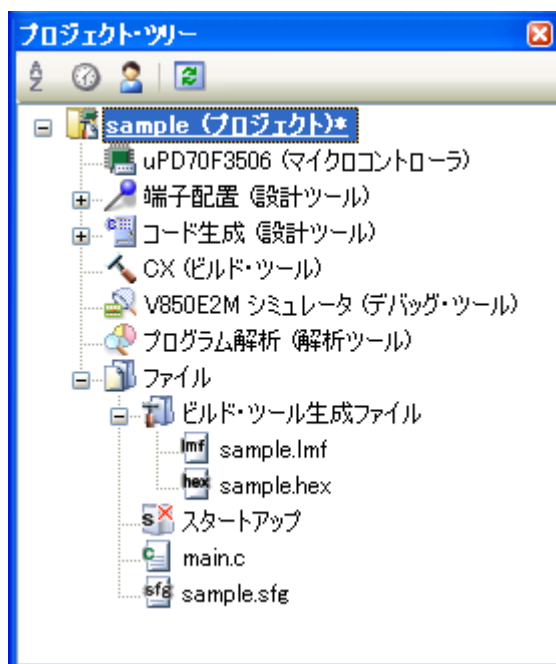 プロジェクト・ツリー
sample (プロジェクト)*
uPD70F3506 (マイクロコントローラ)
端子配置 (設計ツール)
コード生成 (設計ツール)
CX (ビルド・ツール)
V850E2M シミュレータ (デバッグ・ツール)
プログラム解析 (解析ツール)
ファイル
ビルド・ツール生成ファイル
lmf sample.lmf
hex sample.hex
S スタートアップ
C main.c
sfg sample.sfg